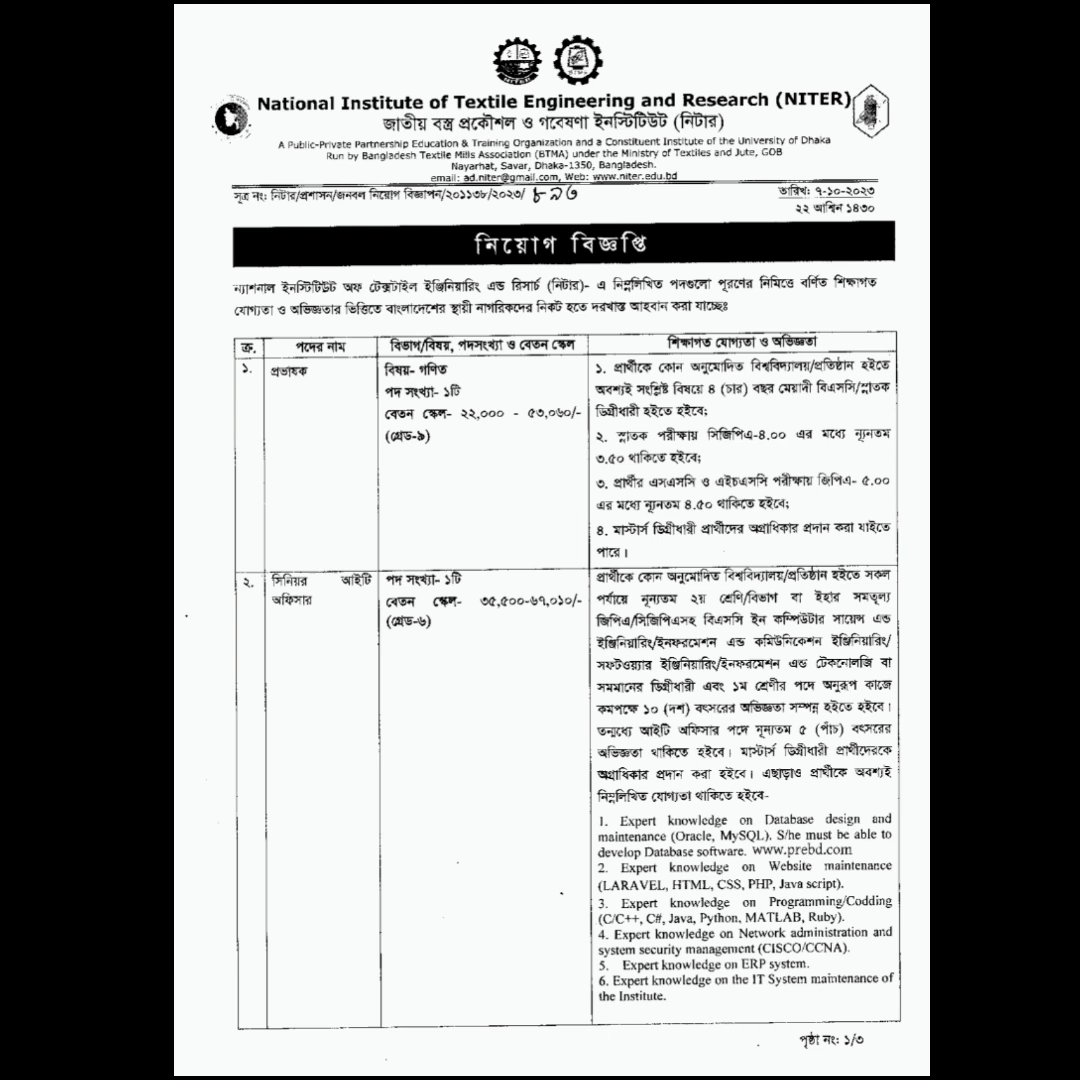 NITER
BTMA
National Institute of Textile Engineering and Research (NITER)
জাতীয় বস্ত্র প্রকৌশল ও গবেষণা ইনস্টিটিউট (নিটার)
A Public-Private Partnership Education & Training Organization and a Constituent Institute of the University of Dhaka
Run by Bangladesh Textile Mills Association (BTMA) under the Ministry of Textiles and Jute, GOB
Nayarhat, Savar, Dhaka-1350, Bangladesh.
email: ad.niter@gmail.com, Web: www.niter.edu.bd
সূত্র নং: নিটার/প্রশাসন/জনবল নিয়োগ বিজ্ঞাপন/২০১১৩৮/২০২৩/ ৮৯৩
তারিখ: ৭-১০-২০২৩
২২ আশ্বিন ১৪৩০
নিয়োগ বিজ্ঞপ্তি
ন্যাশনাল ইনস্টিটিউট অফ টেক্সটাইল ইঞ্জিনিয়ারিং এন্ড রিসার্চ (নিটার)- এ নিম্নলিখিত পদগুলো পূরণের নিমিত্তে বর্ণিত শিক্ষাগত
যোগ্যতা ও অভিজ্ঞতার ভিত্তিতে বাংলাদেশের স্থায়ী নাগরিকদের নিকট হতে দরখাস্ত আহবান করা যাচ্ছেঃ
ক্র. পদের নাম বিভাগ/বিষয়, পদসংখ্যা ও বেতন স্কেল শিক্ষাগত যোগ্যতা ও অভিজ্ঞতা
১. প্রভাষক
বিষয়- গণিত
পদ সংখ্যা- ১টি
বেতন স্কেল- ২২,০০০ - ৫৩,০৬০/-
(গ্রেড-৯)
১. প্রার্থীকে কোন অনুমোদিত বিশ্ববিদ্যালয়/প্রতিষ্ঠান হইতে
অবশ্যই সংশ্লিষ্ট বিষয়ে ৪ (চার) বছর মেয়াদী বিএসসি/স্নাতক
ডিগ্রীধারী হইতে হইবে;
২. স্নাতক পরীক্ষায় সিজিপিএ-৪.০০ এর মধ্যে ন্যূনতম
৩.৫০ থাকিতে হইবে;
৩. প্রার্থীর এসএসসি ও এইচএসসি পরীক্ষায় জিপিএ- ৫.০০
এর মধ্যে ন্যূনতম ৪.৫০ থাকিতে হইবে;
৪. মাস্টার্স ডিগ্রীধারী প্রার্থীদের অগ্রাধিকার প্রদান করা যাইতে
পারে।
২. সিনিয়র আইটি
অফিসার
পদ সংখ্যা- ১টি
বেতন স্কেল- ৩৫,৫০০-৬৭,০১০/-
(গ্রেড-৬)
প্রার্থীকে কোন অনুমোদিত বিশ্ববিদ্যালয়/প্রতিষ্ঠান হইতে সকল
পর্যায়ে নূন্যতম ২য় শ্রেণি/বিভাগ বা ইহার সমতূল্য
জিপিএ/সিজিপিএসহ বিএসসি ইন কম্পিউটার সায়েন্স এন্ড
ইঞ্জিনিয়ারিং/ইনফরমেশন এন্ড কমিউনিকেশন ইঞ্জিনিয়ারিং/
সফটওয়্যার ইঞ্জিনিয়ারিং/ইনফরমেশন এন্ড টেকনোলজি বা
সমমানের ডিগ্রীধারী এবং ১ম শ্রেণীর পদে অনুরূপ কাজে
কমপক্ষে ১০ (দশ) বৎসরের অভিজ্ঞতা সম্পন্ন হইতে হইবে।
তন্মধ্যে আইটি অফিসার পদে নূন্যতম ৫ (পাঁচ) বৎসরের
অভিজ্ঞতা থাকিতে হইবে। মাস্টার্স ডিগ্রীধারী প্রার্থীদেরকে
অগ্রাধিকার প্রদান করা হইবে। এছাড়াও প্রার্থীকে অবশ্যই
নিম্নলিখিত যোগ্যতা থাকিতে হইবে-
1. Expert knowledge on Database design and
maintenance (Oracle, MySQL). S/he must be able to
develop Database software. www.prebd.com
2. Expert knowledge on Website maintenance
(LARAVEL, HTML, CSS, PHP, Java script).
3. Expert knowledge on Programming/Codding
(C/C++, C#, Java, Python, MATLAB, Ruby).
4. Expert knowledge on Network administration and
system security management (CISCO/CCNA).
5. Expert knowledge on ERP system.
6. Expert knowledge on the IT System maintenance of
the Institute.
পৃষ্ঠা নং: ১/৩